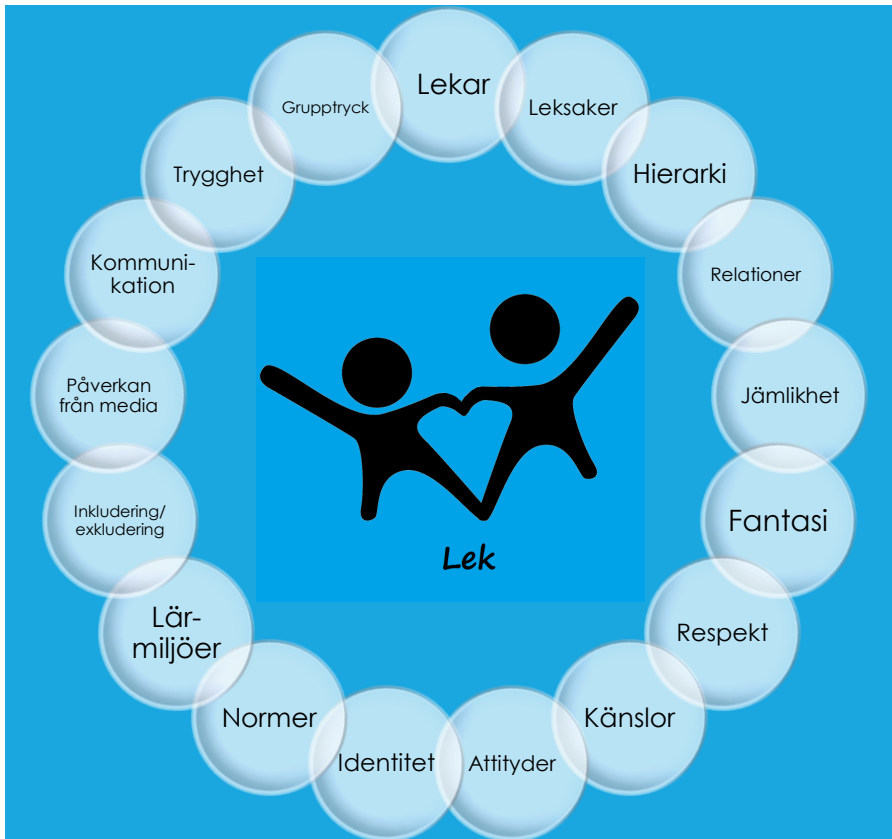 Lekar
Leksaker
Hierarki
Relationer
Jämlikhet
Fantasi
Respekt
Känslor
Attityder
Identitet
Normer
Lär-
miljöer
Inkludering/
exkludering
Påverkan
från media
Kommuni-
kation
Trygghet
Grupptryck
Lek